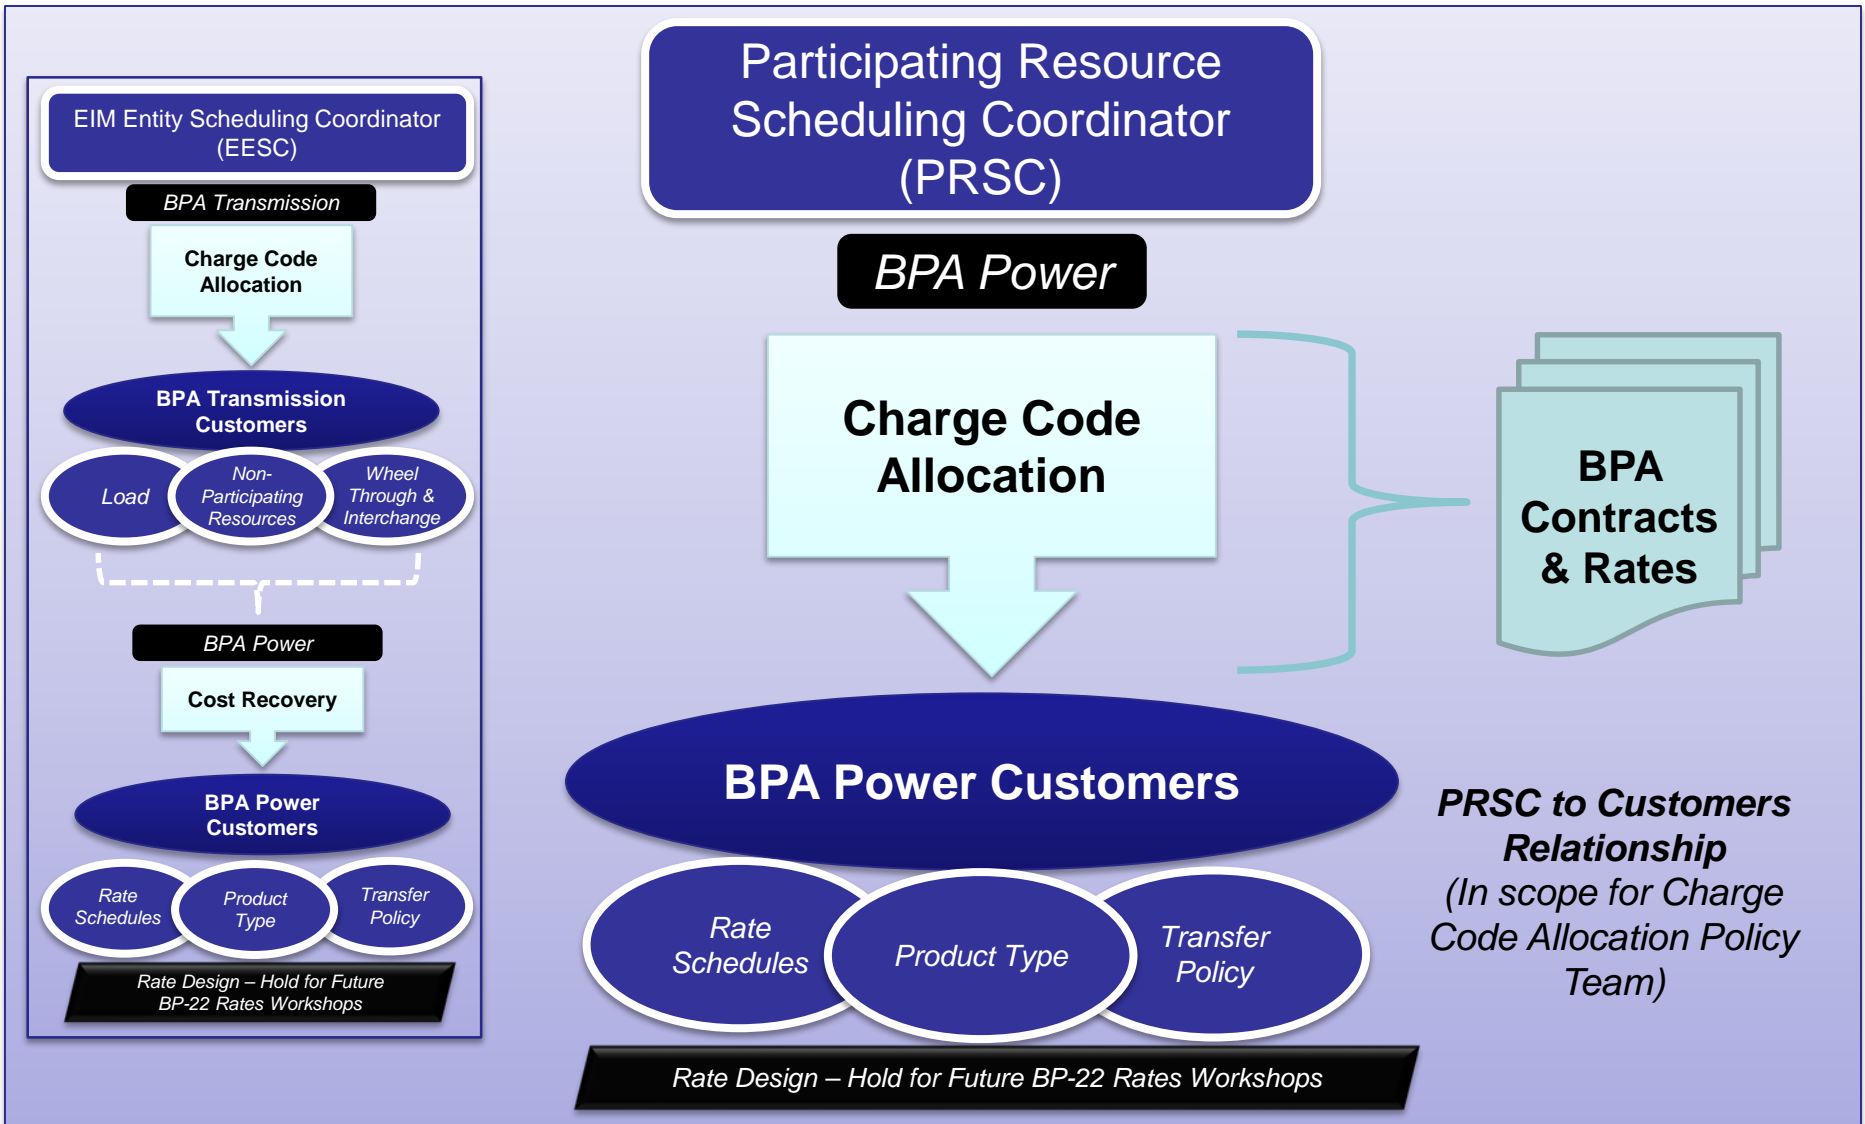 EIM Entity Scheduling Coordinator
(EESC)
BPA Transmission
Charge Code
Allocation
BPA Transmission
Customers
Load
Non-
Participating
Resources
Wheel
Through &
Interchange
BPA Power
Cost Recovery
BPA Power
Customers
Rate
Schedules
Product
Type
Transfer
Policy
Rate Design – Hold for Future
BP-22 Rates Workshops
Participating Resource
Scheduling Coordinator
(PRSC)
BPA Power
Charge Code
Allocation
BPA
Contracts
& Rates
BPA Power Customers
Rate
Schedules
Product Type
Transfer
Policy
Rate Design – Hold for Future BP-22 Rates Workshops
PRSC to Customers
Relationship
(In scope for Charge
Code Allocation Policy
Team)